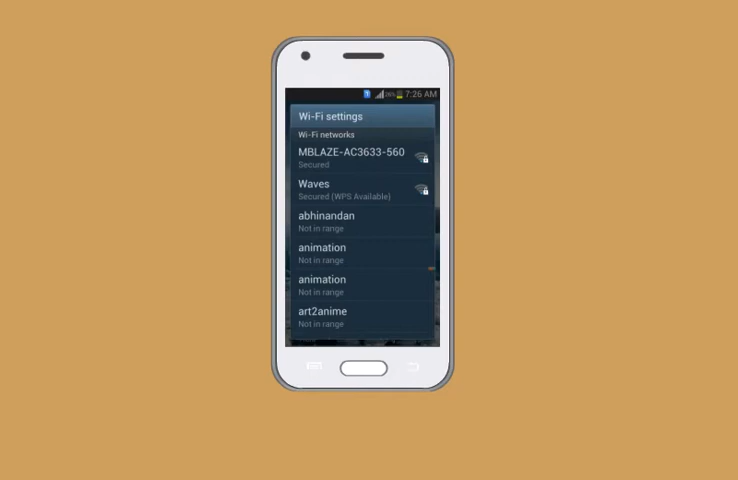 26% 7:26 AM
Wi-Fi settings
Wi-Fi networks
MBLAZE-AC3633-560
Secured
Waves
Secured (WPS Available)
abhinandan
Not in range
animation
Not in range
animation
Not in range
art2anime
Not in range